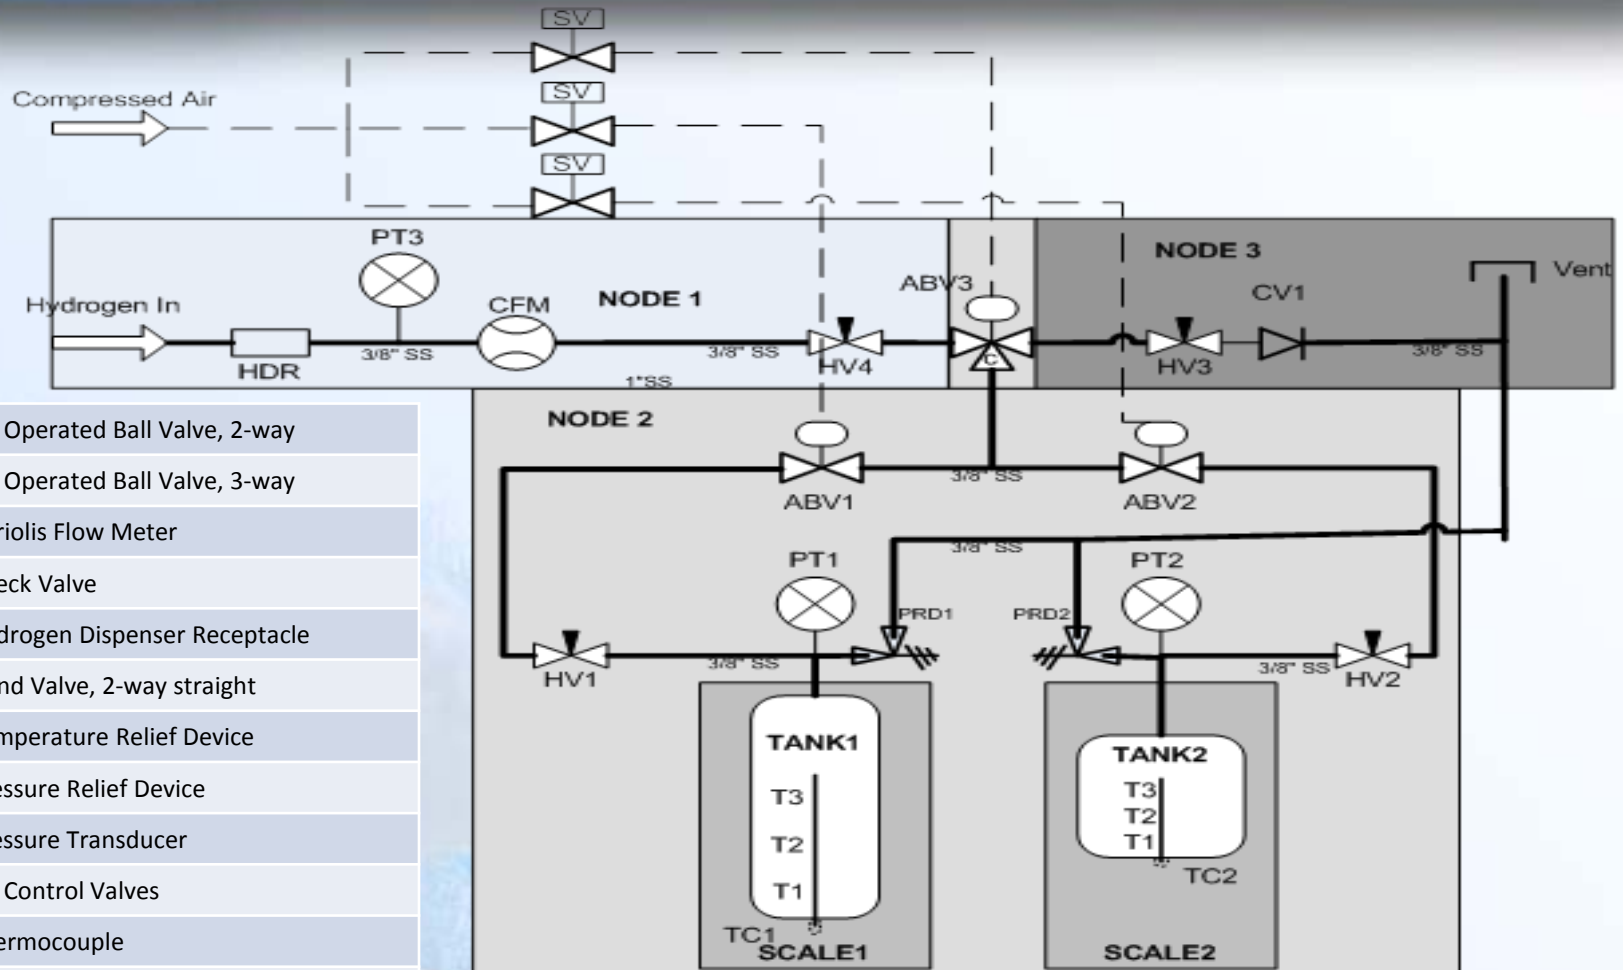 SV
Compressed Air
SV
SV
PT3
NODE 3
Vent
ABV3
CV1
Hydrogen In
CFM
NODE 1
3/8" SS
3/8" SS
HV4
C
HV3
3/8" SS
HDR
1"SS
NODE 2
ABV1
3/8" SS
ABV2
3/8" SS
PT1
PT2
PRD1
PRD2
HV1
3/8" SS
3/8" SS
HV2
TANK1
T3
T2
T1
TC1
SCALE1
TANK2
T3
T2
T1
TC2
SCALE2
Operated Ball Valve, 2-way
Operated Ball Valve, 3-way
riolis Flow Meter
eck Valve
drogen Dispenser Receptacle
nd Valve, 2-way straight
mperature Relief Device
essure Relief Device
essure Transducer
Control Valves
ermocouple